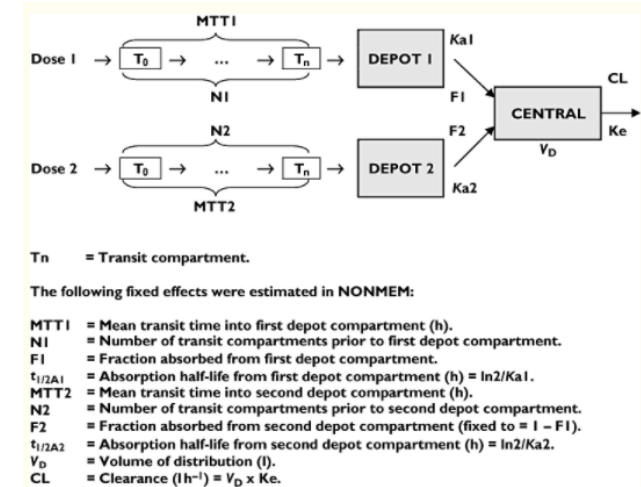 MTT1
Dose 1 → T₀ → ... → Tₙ → DEPOT 1 Ka1
N1 F1 CL
CENTRAL
N2 F2 Ke
V_D
Dose 2 → T₀ → ... → Tₙ → DEPOT 2
Ka2
MTT2
Tn = Transit compartment.
The following fixed effects were estimated in NONMEM:
MTT1 = Mean transit time into first depot compartment (h).
N1 = Number of transit compartments prior to first depot compartment.
F1 = Fraction absorbed from first depot compartment.
t₁/₂A1 = Absorption half-life from first depot compartment (h) = ln2/Ka1.
MTT2 = Mean transit time into second depot compartment (h).
N2 = Number of transit compartments prior to second depot compartment.
F2 = Fraction absorbed from second depot compartment (fixed to = 1 – F1).
t₁/₂A2 = Absorption half-life from second depot compartment (h) = ln2/Ka2.
V_D = Volume of distribution (l).
CL = Clearance (l h⁻¹) = V_D x Ke.